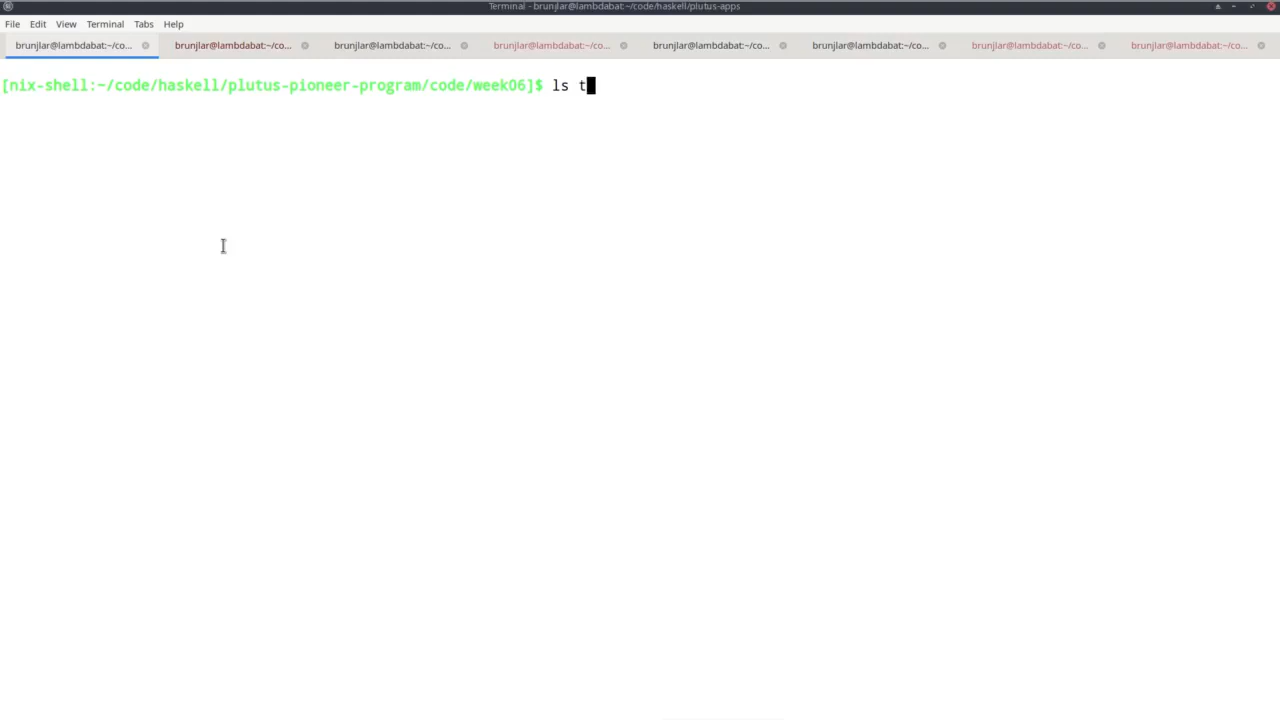 Terminal - brunjlar@lambdabat:~/code/haskell/plutus-apps
File Edit View Terminal Tabs Help
brunjlar@lambdabat:~/co... brunjlar@lambdabat:~/co... brunjlar@lambdabat:~/co... brunjlar@lambdabat:~/co... brunjlar@lambdabat:~/co... brunjlar@lambdabat:~/co... brunjlar@lambdabat:~/co... brunjlar@lambdabat:~/co...
[nix-shell:~/code/haskell/plutus-pioneer-program/code/week06]$ ls t